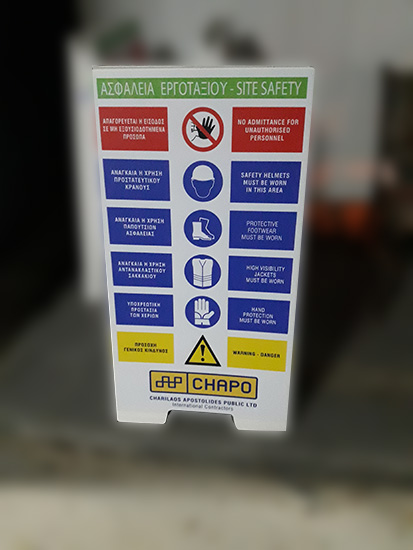 ΑΣΦΑΛΕΙΑ ΕΡΓΟΤΑΞΙΟΥ - SITE SAFETY
ΑΠΑΓΟΡΕΥΕΤΑΙ Η ΕΙΣΟΔΟΣ
ΣΕ ΜΗ ΕΞΟΥΣΙΟΔΟΤΗΜΕΝΑ
ΠΡΟΣΩΠΑ
NO ADMITTANCE FOR
UNAUTHORISED
PERSONNEL
ΑΝΑΓΚΑΙΑ Η ΧΡΗΣΗ
ΠΡΟΣΤΑΤΕΥΤΙΚΟΥ
ΚΡΑΝΟΥΣ
SAFETY HELMETS
MUST BE WORN
IN THIS AREA
ΑΝΑΓΚΑΙΑ Η ΧΡΗΣΗ
ΠΑΠΟΥΤΣΙΩΝ
ΑΣΦΑΛΕΙΑΣ
PROTECTIVE
FOOTWEAR
MUST BE WORN
ΑΝΑΓΚΑΙΑ Η ΧΡΗΣΗ
ΑΝΤΑΝΑΚΛΑΣΤΙΚΟΥ
ΣΑΚΚΑΚΙΟΥ
HIGH VISIBILITY
JACKETS
MUST BE WORN
ΥΠΟΧΡΕΩΤΙΚΗ
ΠΡΟΣΤΑΣΙΑ
ΤΩΝ ΧΕΡΙΩΝ
HAND
PROTECTION
MUST BE WORN
ΠΡΟΣΟΧΗ
ΓΕΝΙΚΟΣ ΚΙΝΔΥΝΟΣ
WARNING - DANGER
CHAPO
CHARILAOS APOSTOLIDES PUBLIC LTD
International Contractors